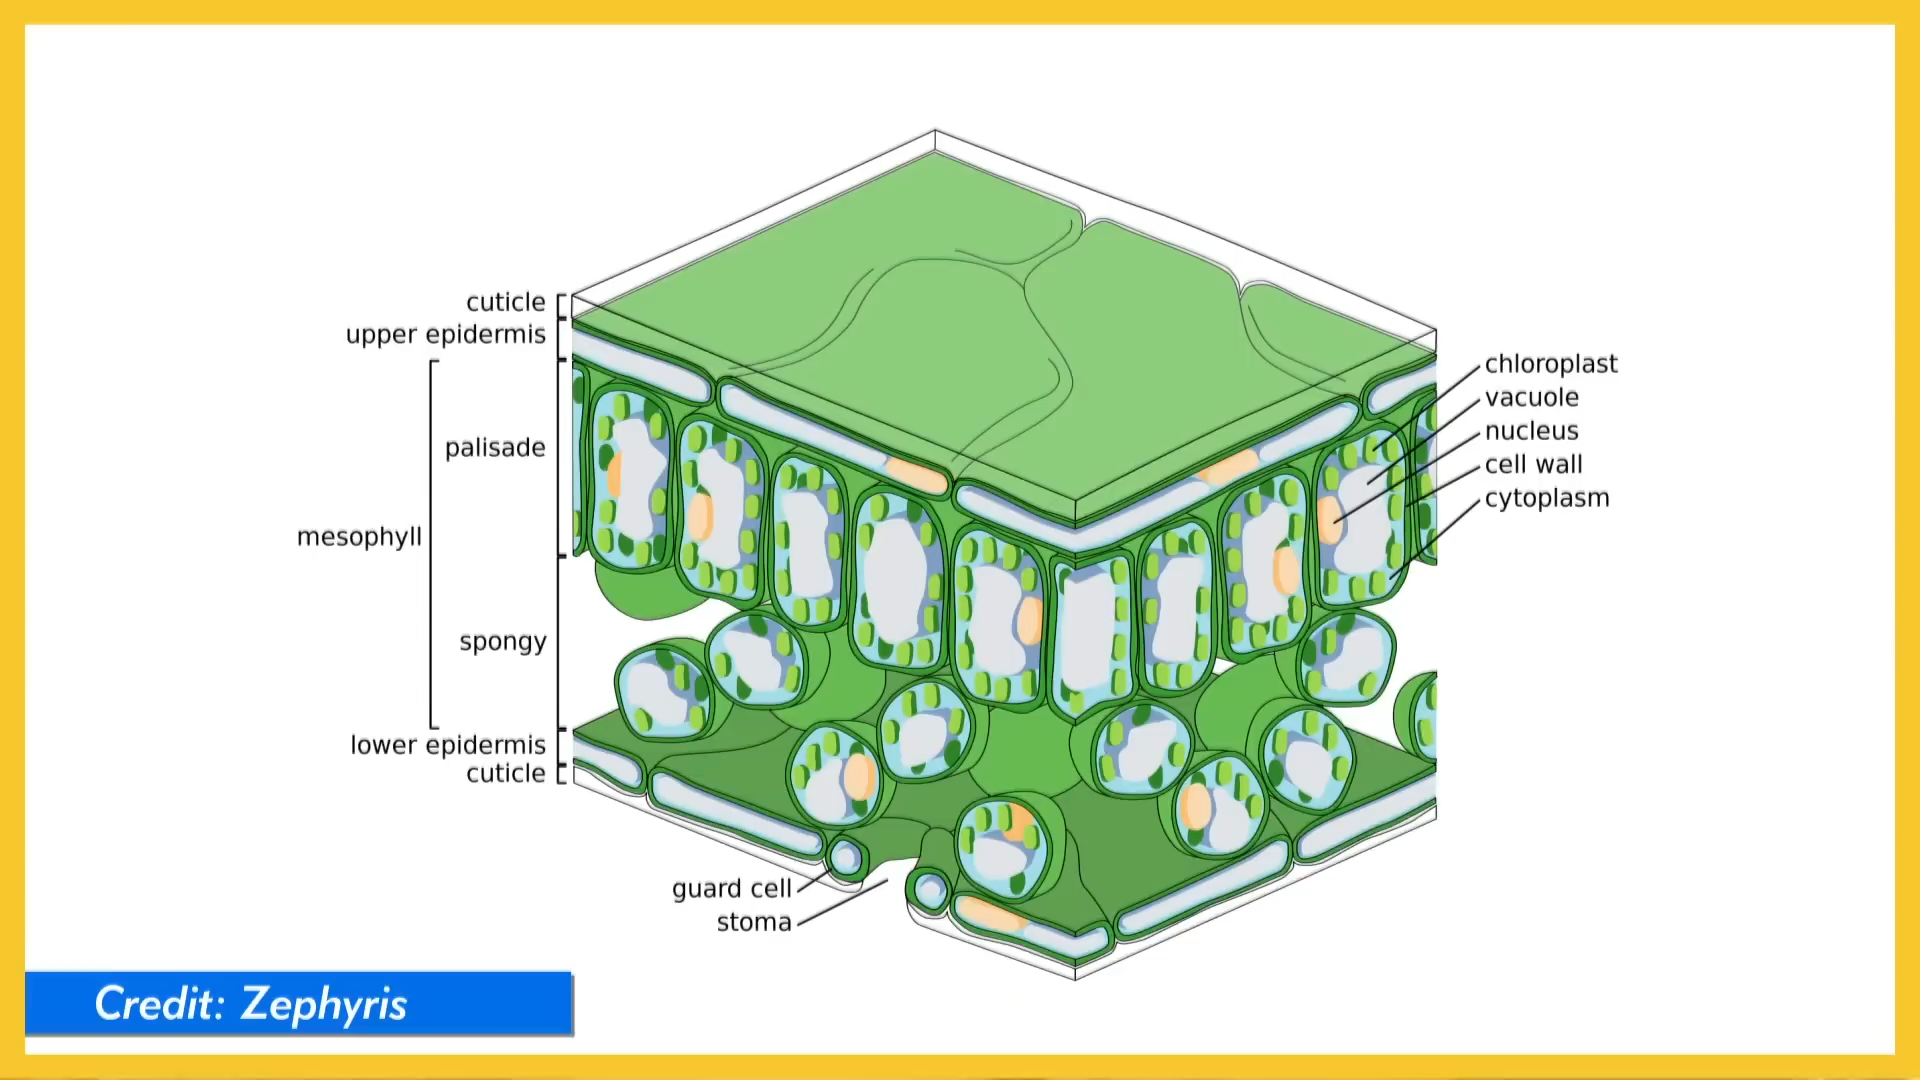 cuticle
upper epidermis
palisade
mesophyll
spongy
lower epidermis
cuticle
guard cell
stoma
chloroplast
vacuole
nucleus
cell wall
cytoplasm
Credit: Zephyris